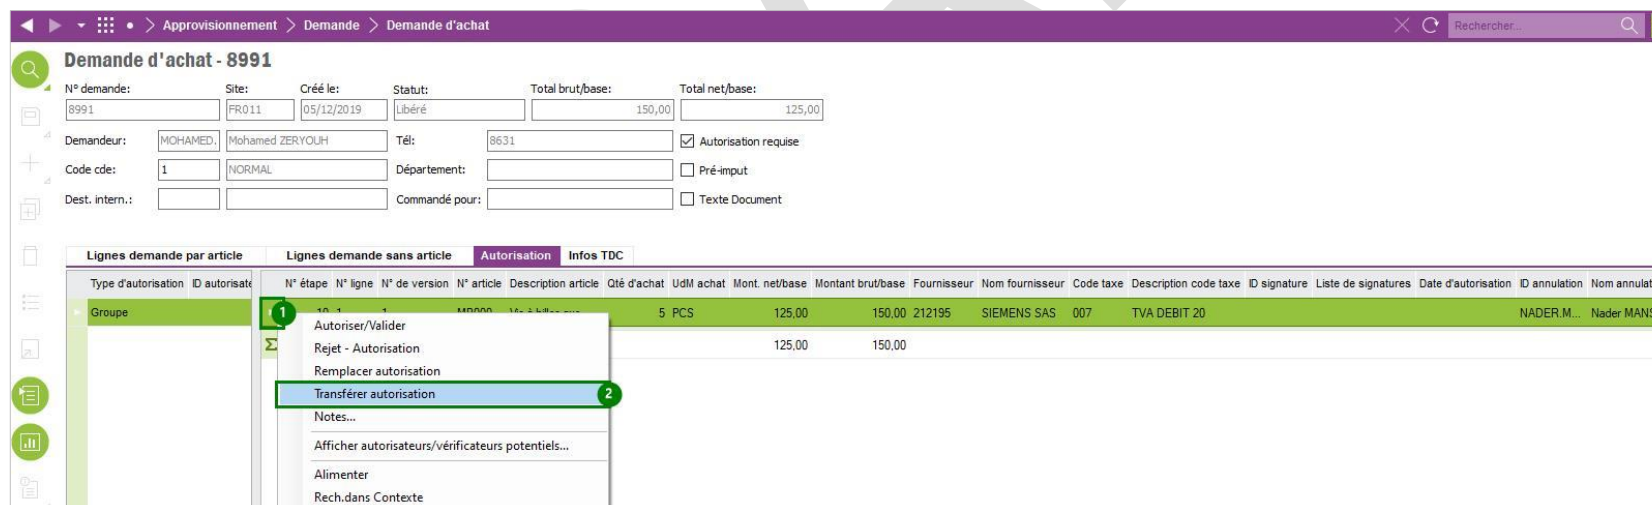 Approvisionnement > Demande > Demande d'achat Rechercher...
Demande d'achat - 8991
N° demande: Site: Créé le: Statut: Total brut/base: Total net/base:
8991 FR011 05/12/2019 Libéré 150,00 125,00
Demandeur: MOHAMED. Mohamed ZERYOUH Tél: 8631 Autorisation requise
Code cde: 1 NORMAL Département: Pré-imput
Dest. intern.: Commandé pour: Texte Document
Lignes demande par article Lignes demande sans article Autorisation Infos TDC
Type d'autorisation ID autorisate N° étape N° ligne N° de version N° article Description article Qté d'achat UdM achat Mont. net/base Montant brut/base Fournisseur Nom fournisseur Code taxe Description code taxe ID signature Liste de signatures Date d'autorisation ID annulation Nom annulat
Groupe 1 5 PCS 125,00 150,00 212195 SIEMENS SAS 007 TVA DEBIT 20 NADER.M... Nader MANS
Autoriser/Valider
Σ Rejet - Autorisation 125,00 150,00
Remplacer autorisation
Transférer autorisation 2
Notes...
Afficher autorisateurs/vérificateurs potentiels...
Alimenter
Rech.dans Contexte